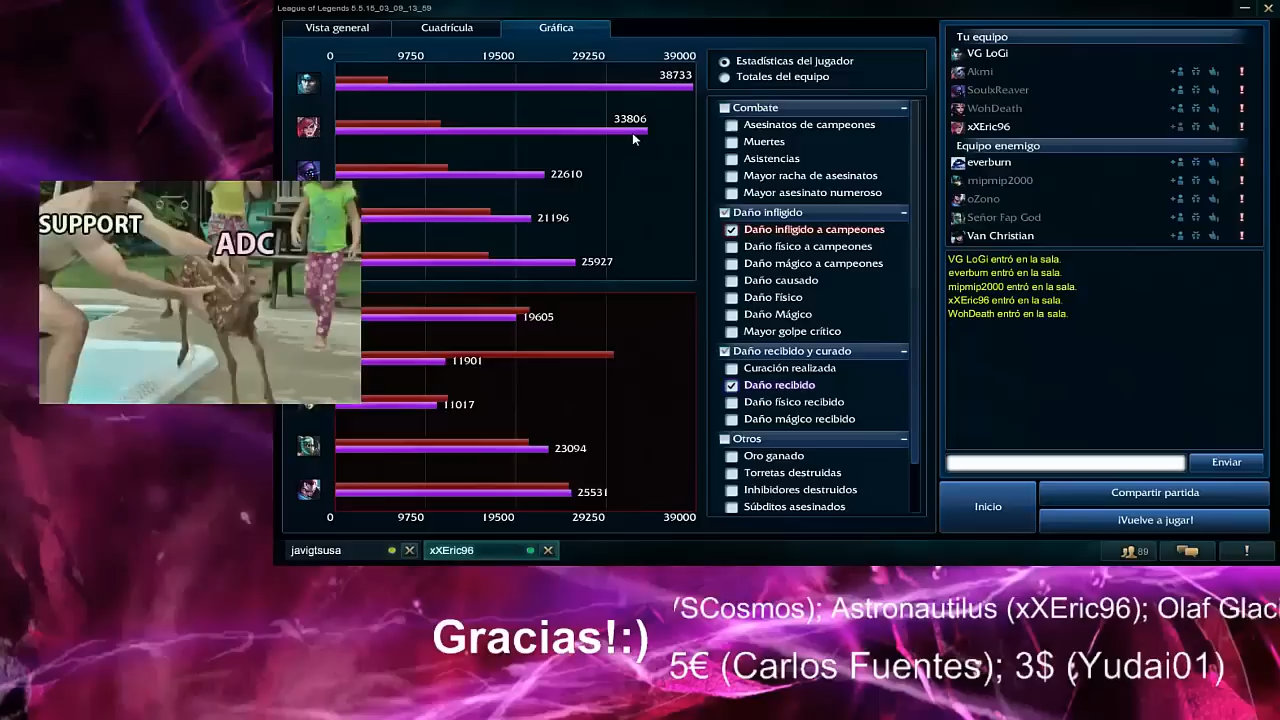 League of Legends 5.5.15_03_09_13_59
Vista general
Cuadrícula
Gráfica
0 9750 19500 29250 39000
38733
33806
22610
21196
25927
19605
11901
11017
23094
25531
0 9750 19500 29250 39000
SUPPORT
ADC
Estadísticas del jugador
Totales del equipo
Combate
Asesinatos de campeones
Muertes
Asistencias
Mayor racha de asesinatos
Mayor asesinato numeroso
Daño infligido
Daño infligido a campeones
Daño físico a campeones
Daño mágico a campeones
Daño causado
Daño Físico
Daño Mágico
Mayor golpe crítico
Daño recibido y curado
Curación realizada
Daño recibido
Daño físico recibido
Daño mágico recibido
Otros
Oro ganado
Torretas destruidas
Inhibidores destruidos
Súbditos asesinados
Tu equipo
VG LoGi
Akmi
SoulxReaver
WohDeath
xXEric96
Equipo enemigo
everburn
mipmip2000
oZono
Señor Fap God
Van Christian
VG LoGi entró en la sala.
everburn entró en la sala.
mipmip2000 entró en la sala.
xXEric96 entró en la sala.
WohDeath entró en la sala.
Enviar
Inicio
Compartir partida
¡Vuelve a jugar!
javigtsusa
xXEric96
89
Gracias!:)
SCosmos); Astronautilus (xXEric96); Olaf Glaci
5€ (Carlos Fuentes); 3$ (Yudai01)